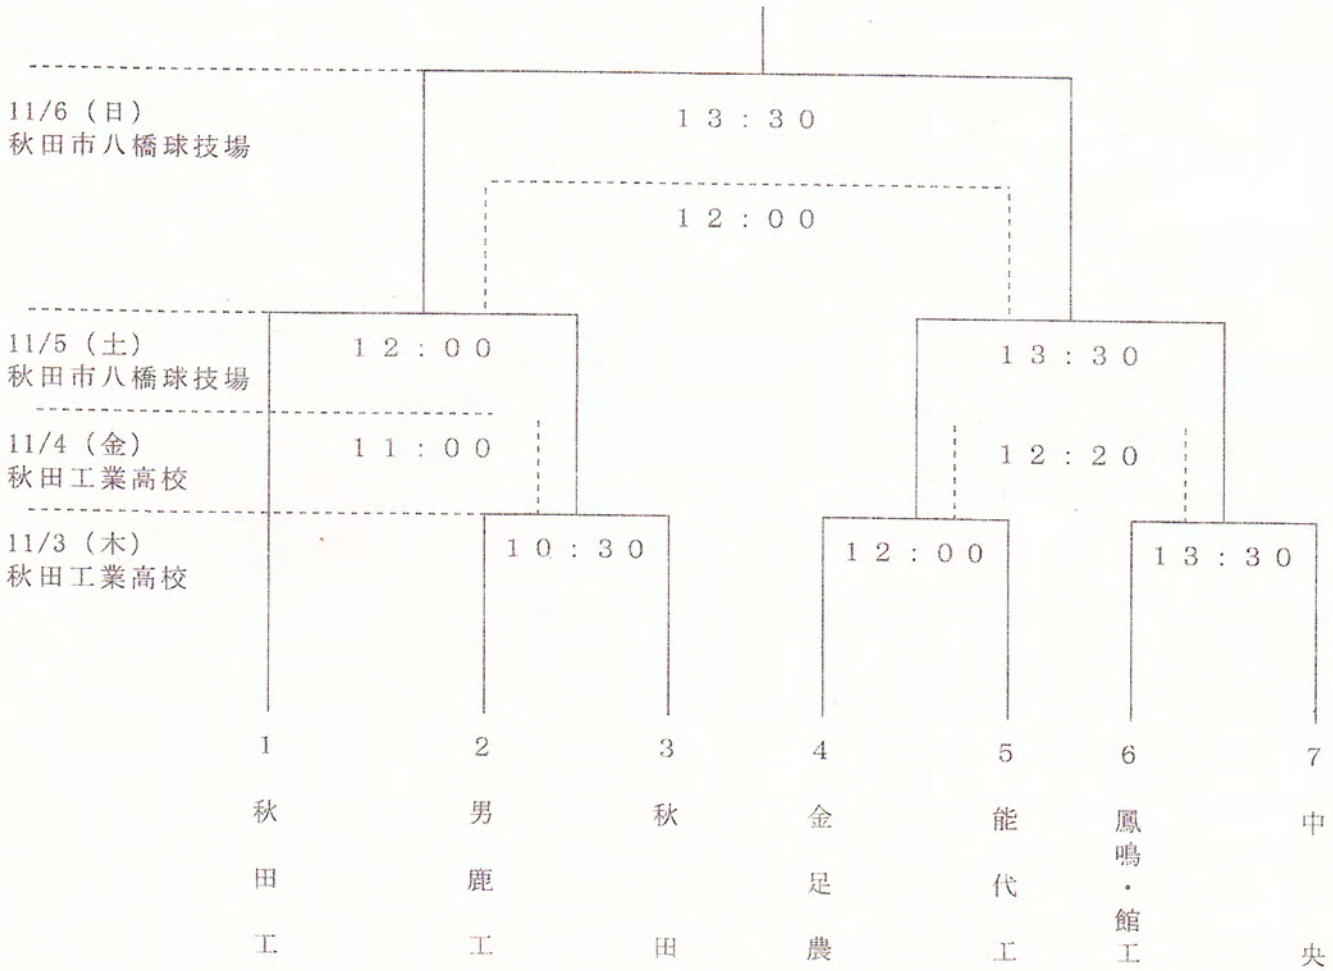 11/6 (日)
秋田市八橋球技場
13:30
12:00
11/5 (土)
秋田市八橋球技場
12:00
13:30
11/4 (金)
秋田工業高校
11:00
12:20
11/3 (木)
秋田工業高校
10:30
12:00
13:30
1
2
3
4
5
6
7
秋田工
男鹿工
秋田
金足農
能代工
鳳鳴・館工
中央